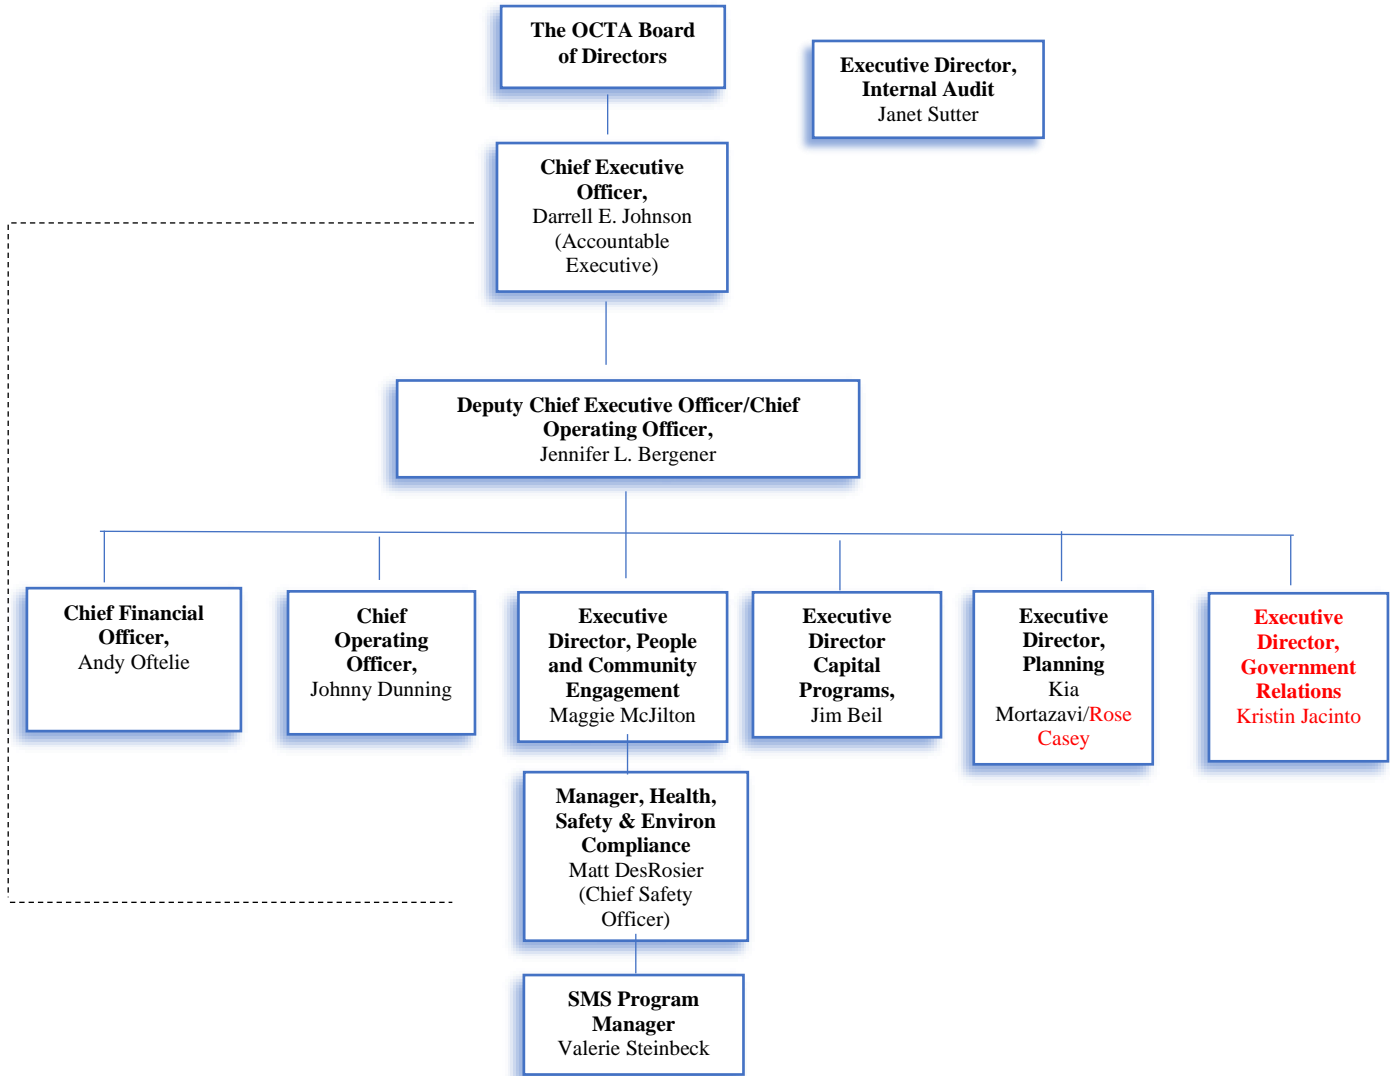 The OCTA Board
of Directors
Executive Director,
Internal Audit
Janet Sutter
Chief Executive
Officer,
Darrell E. Johnson
(Accountable
Executive)
Deputy Chief Executive Officer/Chief
Operating Officer,
Jennifer L. Bergener
Chief Financial
Officer,
Andy Oftelie
Chief
Operating
Officer,
Johnny Dunning
Executive
Director, People
and Community
Engagement
Maggie McJilton
Executive
Director
Capital
Programs,
Jim Beil
Executive
Director,
Planning
Kia
Mortazavi/Rose
Casey
Executive
Director,
Government
Relations
Kristin Jacinto
Manager, Health,
Safety & Environ
Compliance
Matt DesRosier
(Chief Safety
Officer)
SMS Program
Manager
Valerie Steinbeck